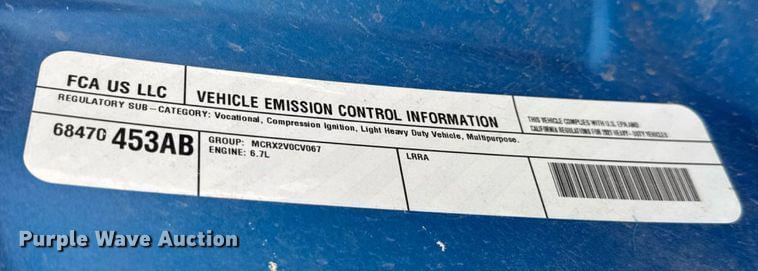 FCA US LLC
VEHICLE EMISSION CONTROL INFORMATION
THIS VEHICLE COMPLIES WITH U.S. EPA AND
CALIFORNIA REGULATIONS FOR 2021 HEAVY-DUTY VEHICLES
REGULATORY SUB-CATEGORY: Vocational, Compression Ignition, Light Heavy Duty Vehicle, Multipurpose.
68470 453AB
GROUP: MCRX2V0CV067
ENGINE: 6.7L
LRRA
Purple Wave Auction